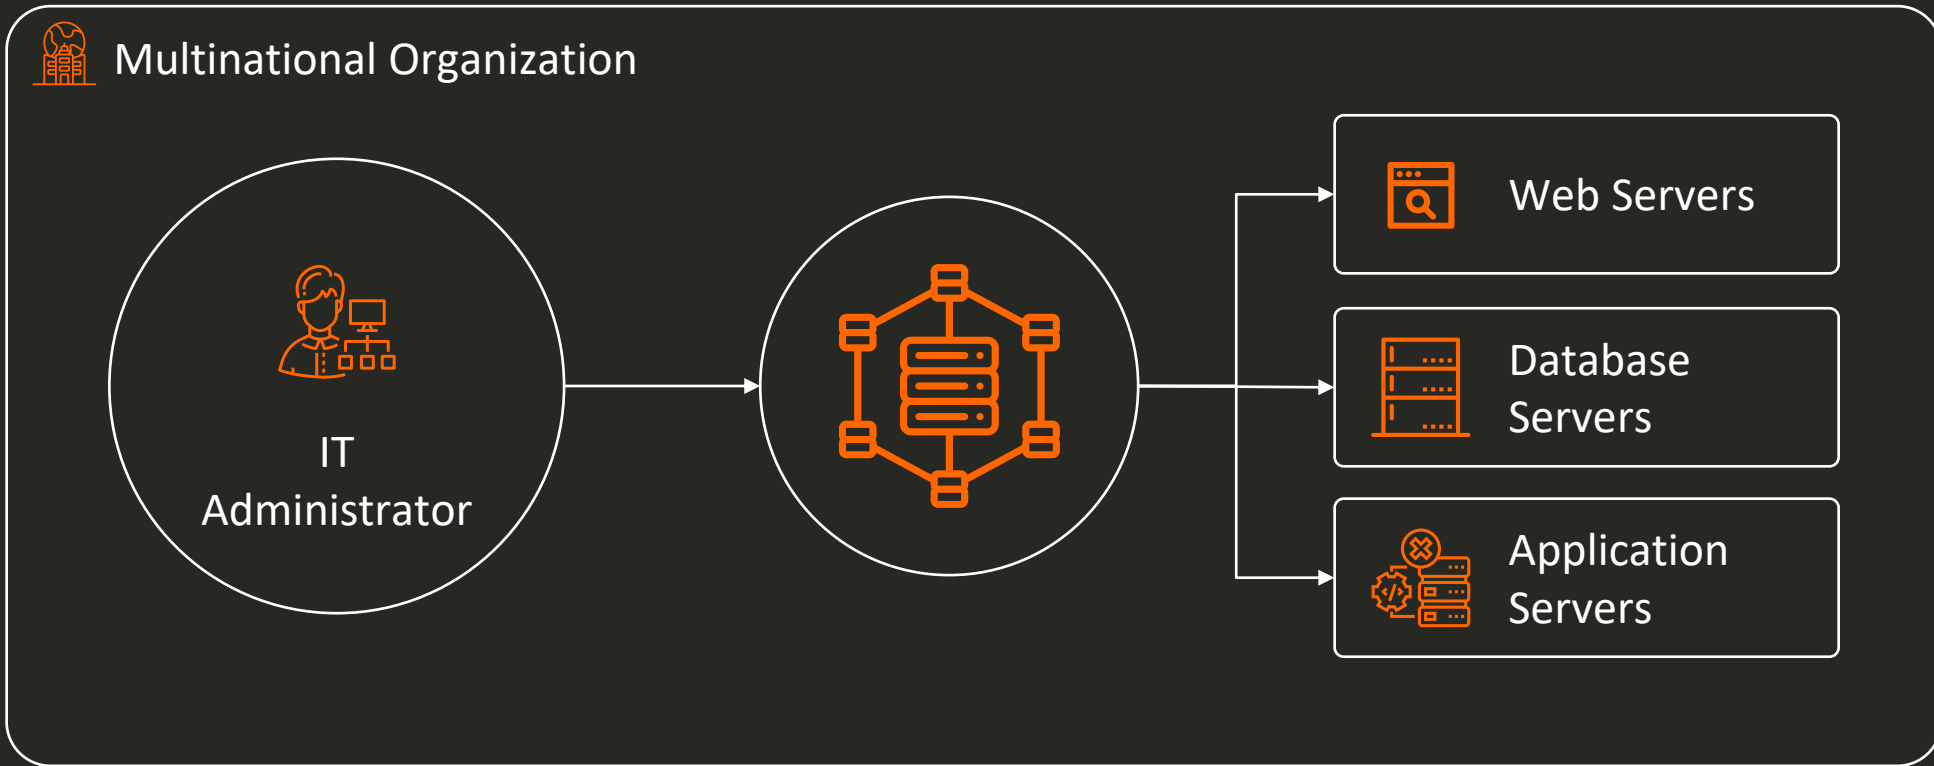 Multinational Organization
IT
Administrator
Web Servers
Database
Servers
Application
Servers